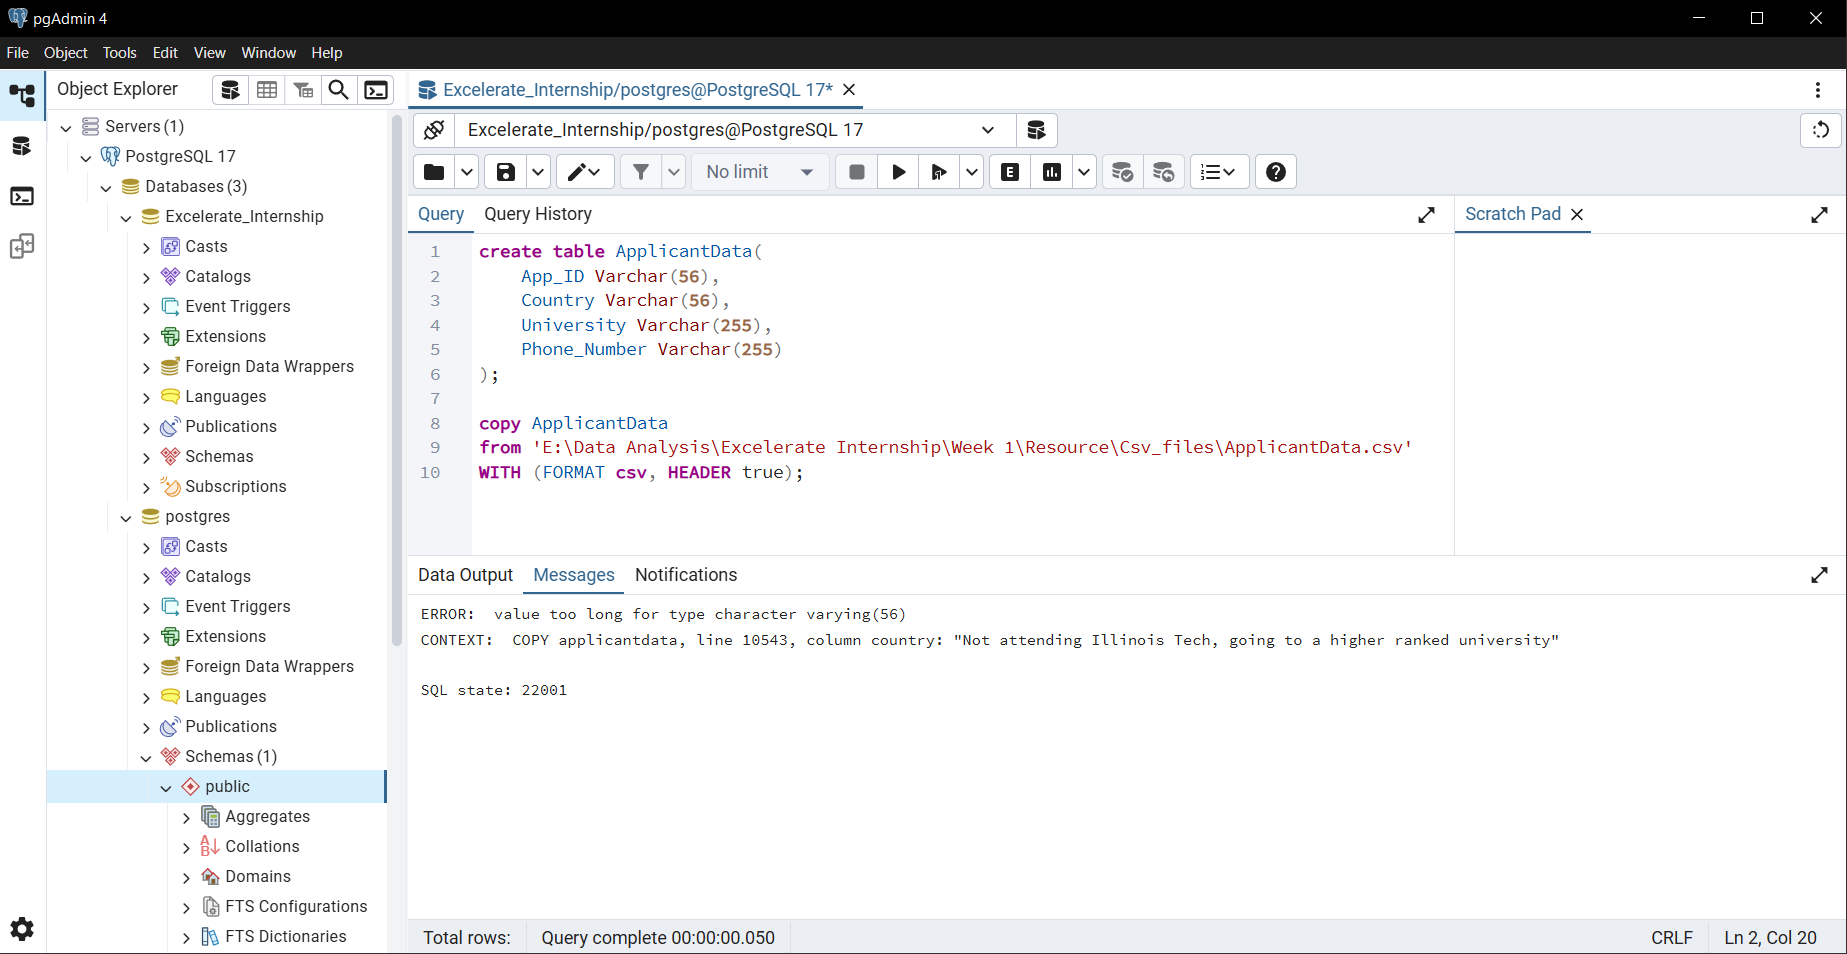 pgAdmin 4
File Object Tools Edit View Window Help
Object Explorer
Servers (1)
PostgreSQL 17
Databases (3)
Excelerate_Internship
Casts
Catalogs
Event Triggers
Extensions
Foreign Data Wrappers
Languages
Publications
Schemas
Subscriptions
postgres
Casts
Catalogs
Event Triggers
Extensions
Foreign Data Wrappers
Languages
Publications
Schemas (1)
public
Aggregates
Collations
Domains
FTS Configurations
FTS Dictionaries
Excelerate_Internship/postgres@PostgreSQL 17*
Excelerate_Internship/postgres@PostgreSQL 17
No limit
E
Query Query History
Scratch Pad
1 create table ApplicantData(
2 App_ID Varchar(56),
3 Country Varchar(56),
4 University Varchar(255),
5 Phone_Number Varchar(255)
6 );
7
8 copy ApplicantData
9 from 'E:\Data Analysis\Excelerate Internship\Week 1\Resource\Csv_files\ApplicantData.csv'
10 WITH (FORMAT csv, HEADER true);
Data Output Messages Notifications
ERROR:  value too long for type character varying(56)
CONTEXT:  COPY applicantdata, line 10543, column country: "Not attending Illinois Tech, going to a higher ranked university"
SQL state: 22001
Total rows: Query complete 00:00:00.050 CRLF Ln 2, Col 20